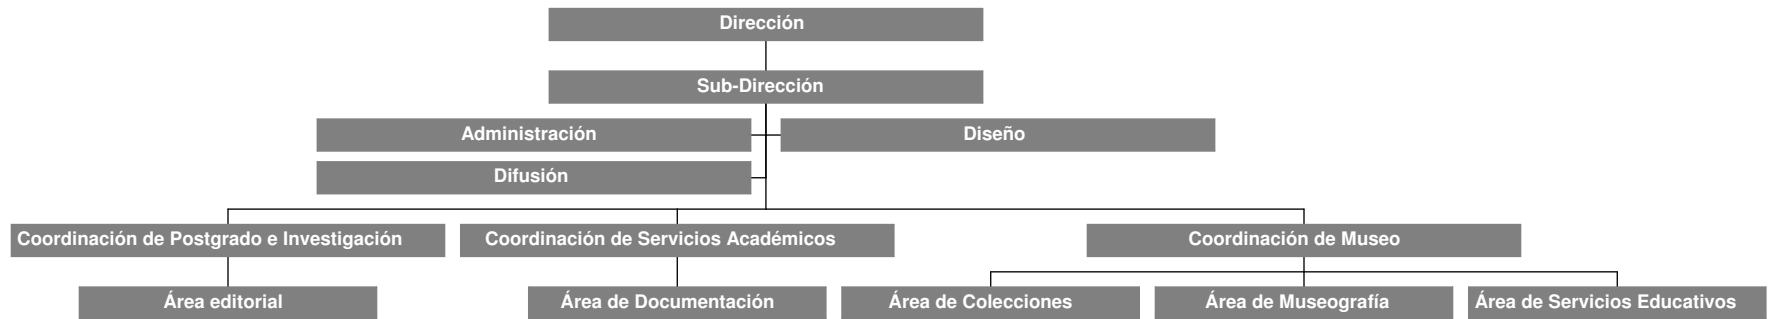 Dirección
Sub-Dirección
Administración
Diseño
Difusión
Coordinación de Postgrado e Investigación
Coordinación de Servicios Académicos
Coordinación de Museo
Área editorial
Área de Documentación
Área de Colecciones
Área de Museografía
Área de Servicios Educativos